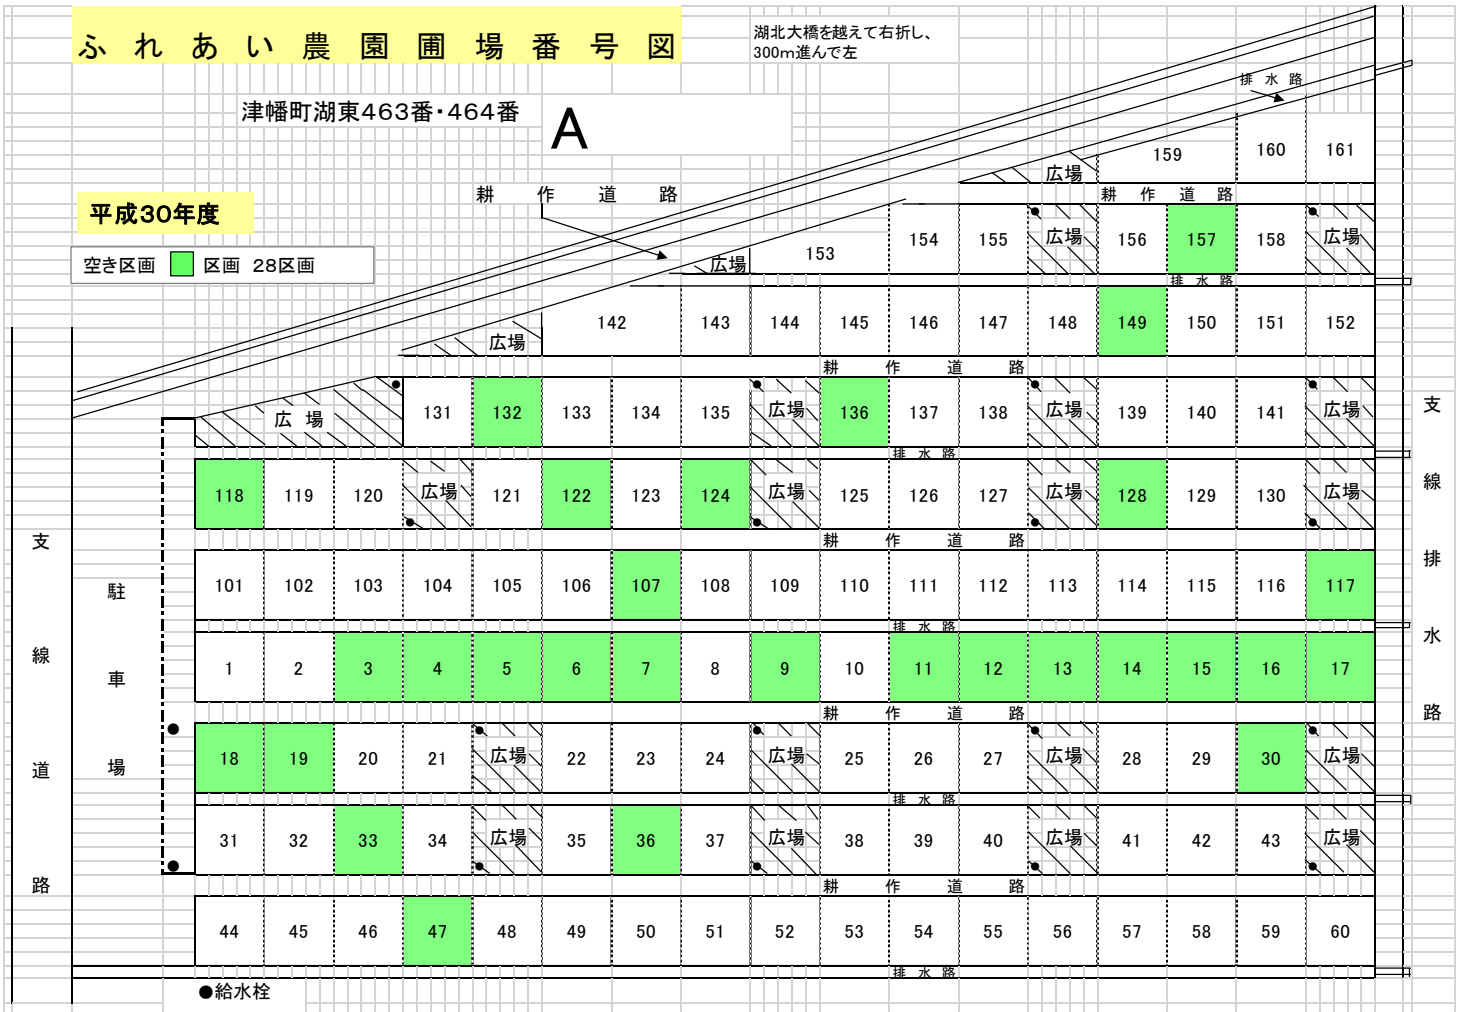 ふれあい農園圃場番号図
湖北大橋を越えて右折し、
300m進んで左
排水路
津幡町湖東463番・464番
A
159 160 161
広場
耕作道路
耕作道路
平成30年度
153 154 155 広場 156 157 158 広場
空き区画 区画 28区画
広場
排水路
142 143 144 145 146 147 148 149 150 151 152
広場
耕作道路
広場 131 132 133 134 135 広場 136 137 138 広場 139 140 141 広場
排水路
118 119 120 広場 121 122 123 124 広場 125 126 127 広場 128 129 130 広場
耕作道路
101 102 103 104 105 106 107 108 109 110 111 112 113 114 115 116 117
排水路
1 2 3 4 5 6 7 8 9 10 11 12 13 14 15 16 17
耕作道路
18 19 20 21 広場 22 23 24 広場 25 26 27 広場 28 29 30 広場
排水路
31 32 33 34 広場 35 36 37 広場 38 39 40 広場 41 42 43 広場
耕作道路
44 45 46 47 48 49 50 51 52 53 54 55 56 57 58 59 60
排水路
●給水栓
支線道路
駐車場
支線排水路